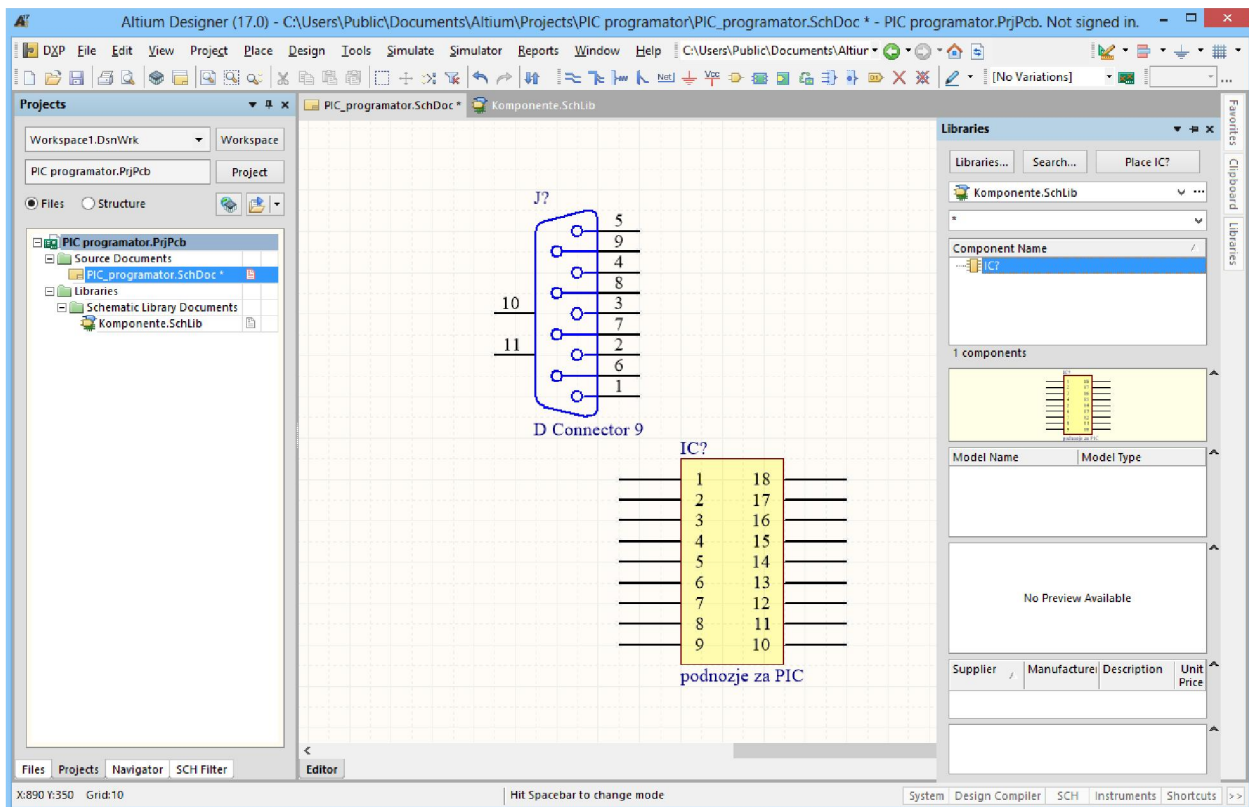 Altium Designer (17.0) - C:\Users\Public\Documents\Altium\Projects\PIC programator\PIC_programator.SchDoc * - PIC programator.PrjPcb. Not signed in.
DXP File Edit View Project Place Design Tools Simulate Simulator Reports Window Help C:\Users\Public\Documents\Altiur
[No Variations]
Projects
PIC_programator.SchDoc * Komponente.SchLib
Workspace1.DsnWrk Workspace
PIC programator.PrjPcb Project
Files Structure
PIC programator.PrjPcb
Source Documents
PIC_programator.SchDoc *
Libraries
Schematic Library Documents
Komponente.SchLib
J?
5
9
4
8
10 3
7
11 2
6
1
D Connector 9
IC?
1 18
2 17
3 16
4 15
5 14
6 13
7 12
8 11
9 10
podnozje za PIC
Libraries
Libraries... Search... Place IC?
Komponente.SchLib
*
Component Name
IC?
1 components
Model Name Model Type
No Preview Available
Supplier Manufacturer Description Unit Price
Favorites
Clipboard
Libraries
Files Projects Navigator SCH Filter
Editor
X:890 Y:350 Grid:10 Hit Spacebar to change mode System Design Compiler SCH Instruments Shortcuts >>